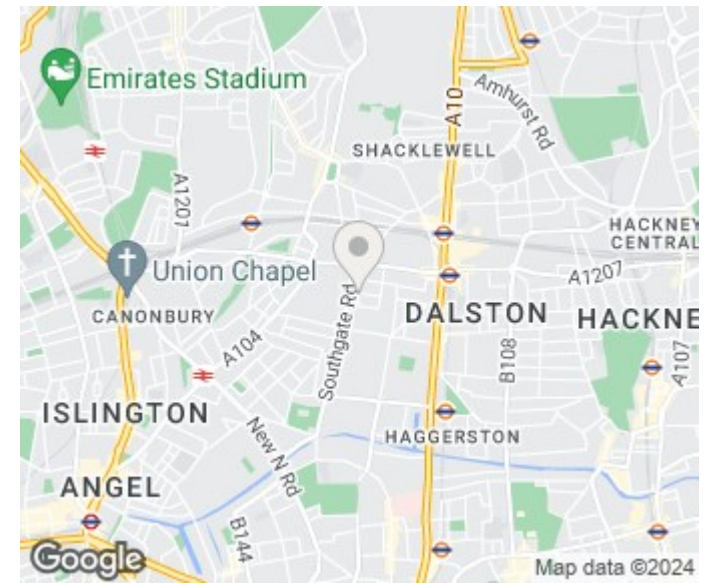 Emirates Stadium
A10
Amhurst Rd
SHACKLEWELL
A1207
HACKNEY
CENTRAL
Union Chapel
A1207
CANONBURY
Southgate Rd
DALSTON
HACKNE
A104
B108
A107
ISLINGTON
New N Rd
HAGGERSTON
ANGEL
B144
Google
Map data ©2024